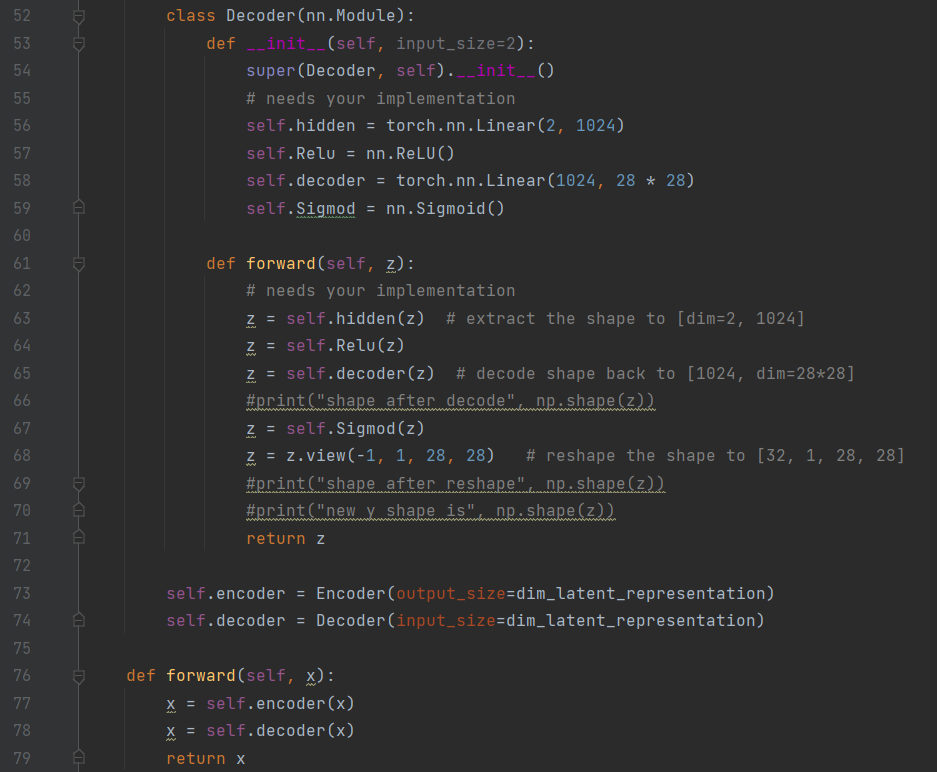 52 class Decoder(nn.Module):
53 def __init__(self, input_size=2):
54 super(Decoder, self).__init__()
55 # needs your implementation
56 self.hidden = torch.nn.Linear(2, 1024)
57 self.Relu = nn.ReLU()
58 self.decoder = torch.nn.Linear(1024, 28 * 28)
59 self.Sigmod = nn.Sigmoid()
60
61 def forward(self, z):
62 # needs your implementation
63 z = self.hidden(z)  # extract the shape to [dim=2, 1024]
64 z = self.Relu(z)
65 z = self.decoder(z)  # decode shape back to [1024, dim=28*28]
66 #print("shape after decode", np.shape(z))
67 z = self.Sigmod(z)
68 z = z.view(-1, 1, 28, 28)   # reshape the shape to [32, 1, 28, 28]
69 #print("shape after reshape", np.shape(z))
70 #print("new y shape is", np.shape(z))
71 return z
72
73 self.encoder = Encoder(output_size=dim_latent_representation)
74 self.decoder = Decoder(input_size=dim_latent_representation)
75
76 def forward(self, x):
77 x = self.encoder(x)
78 x = self.decoder(x)
79 return x